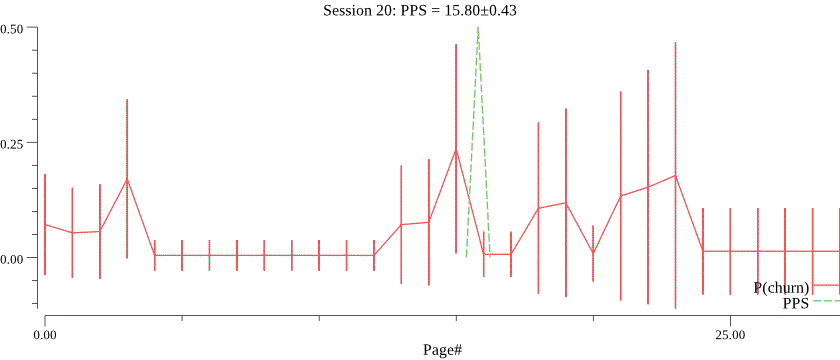 Session 20: PPS = 15.80±0.43
0.50
0.25
0.00
P(churn)
PPS
0.00
25.00
Page#